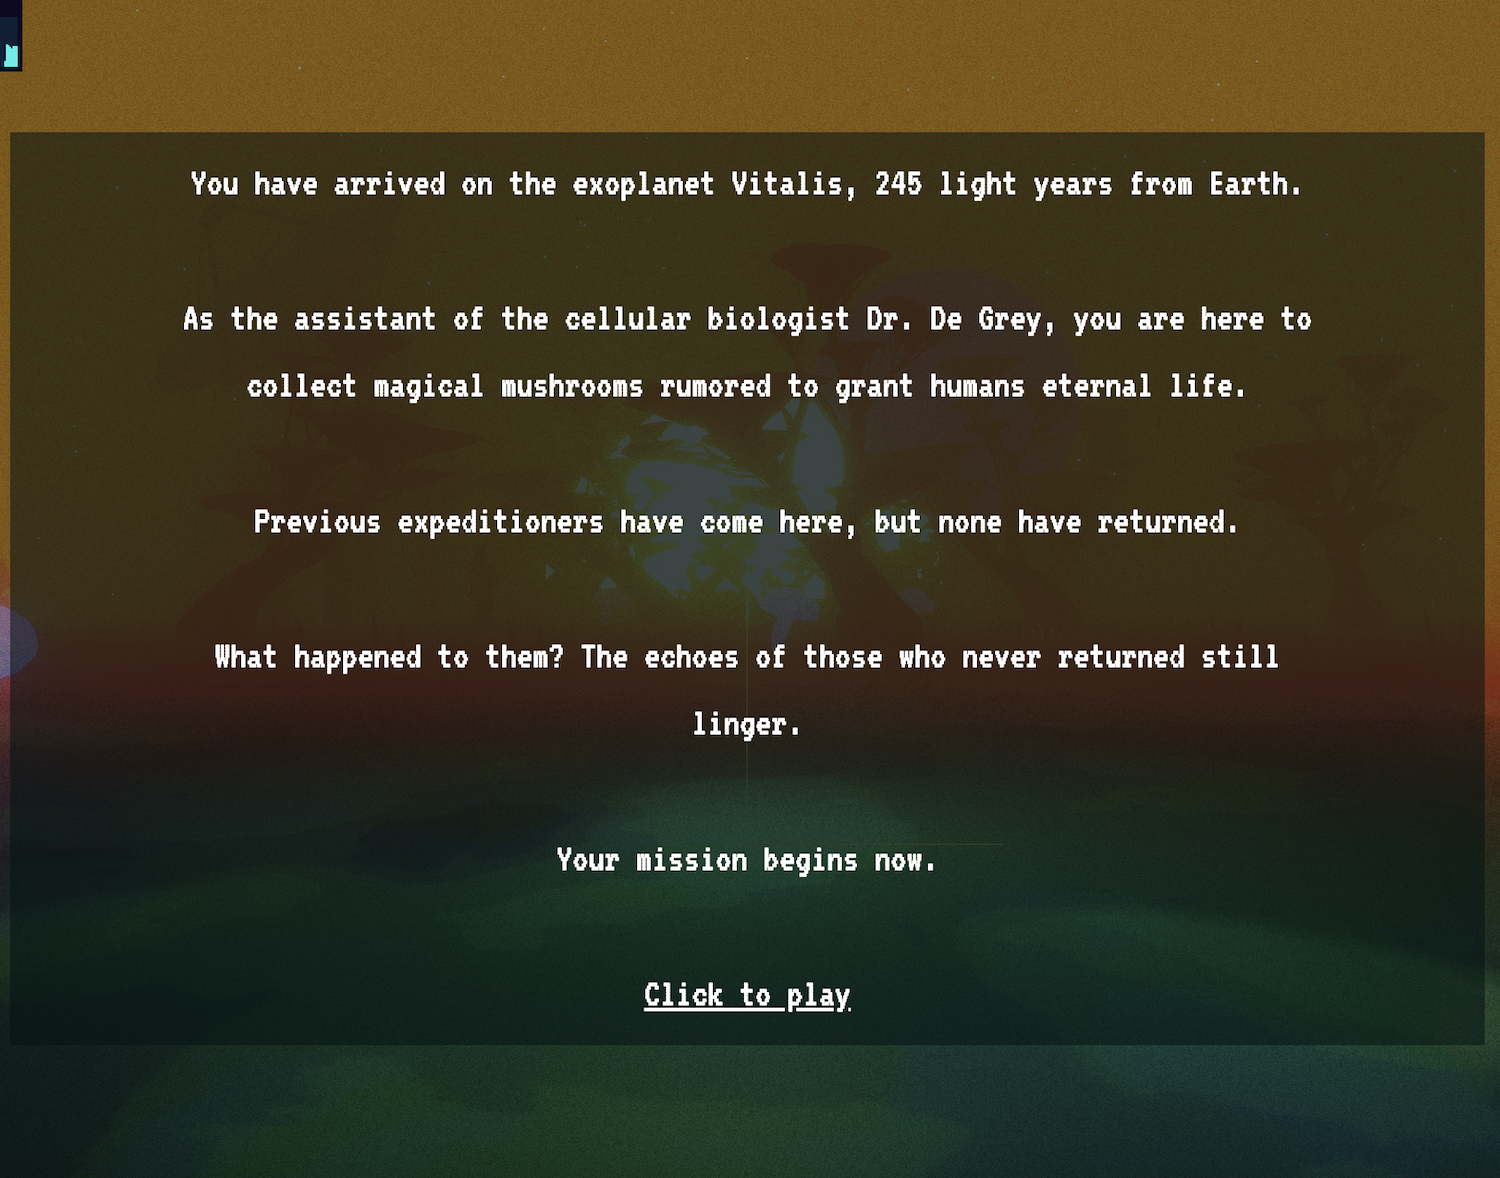 You have arrived on the exoplanet Vitalis, 245 light years from Earth.
As the assistant of the cellular biologist Dr. De Grey, you are here to
collect magical mushrooms rumored to grant humans eternal life.
Previous expeditioners have come here, but none have returned.
What happened to them? The echoes of those who never returned still
linger.
Your mission begins now.
Click to play